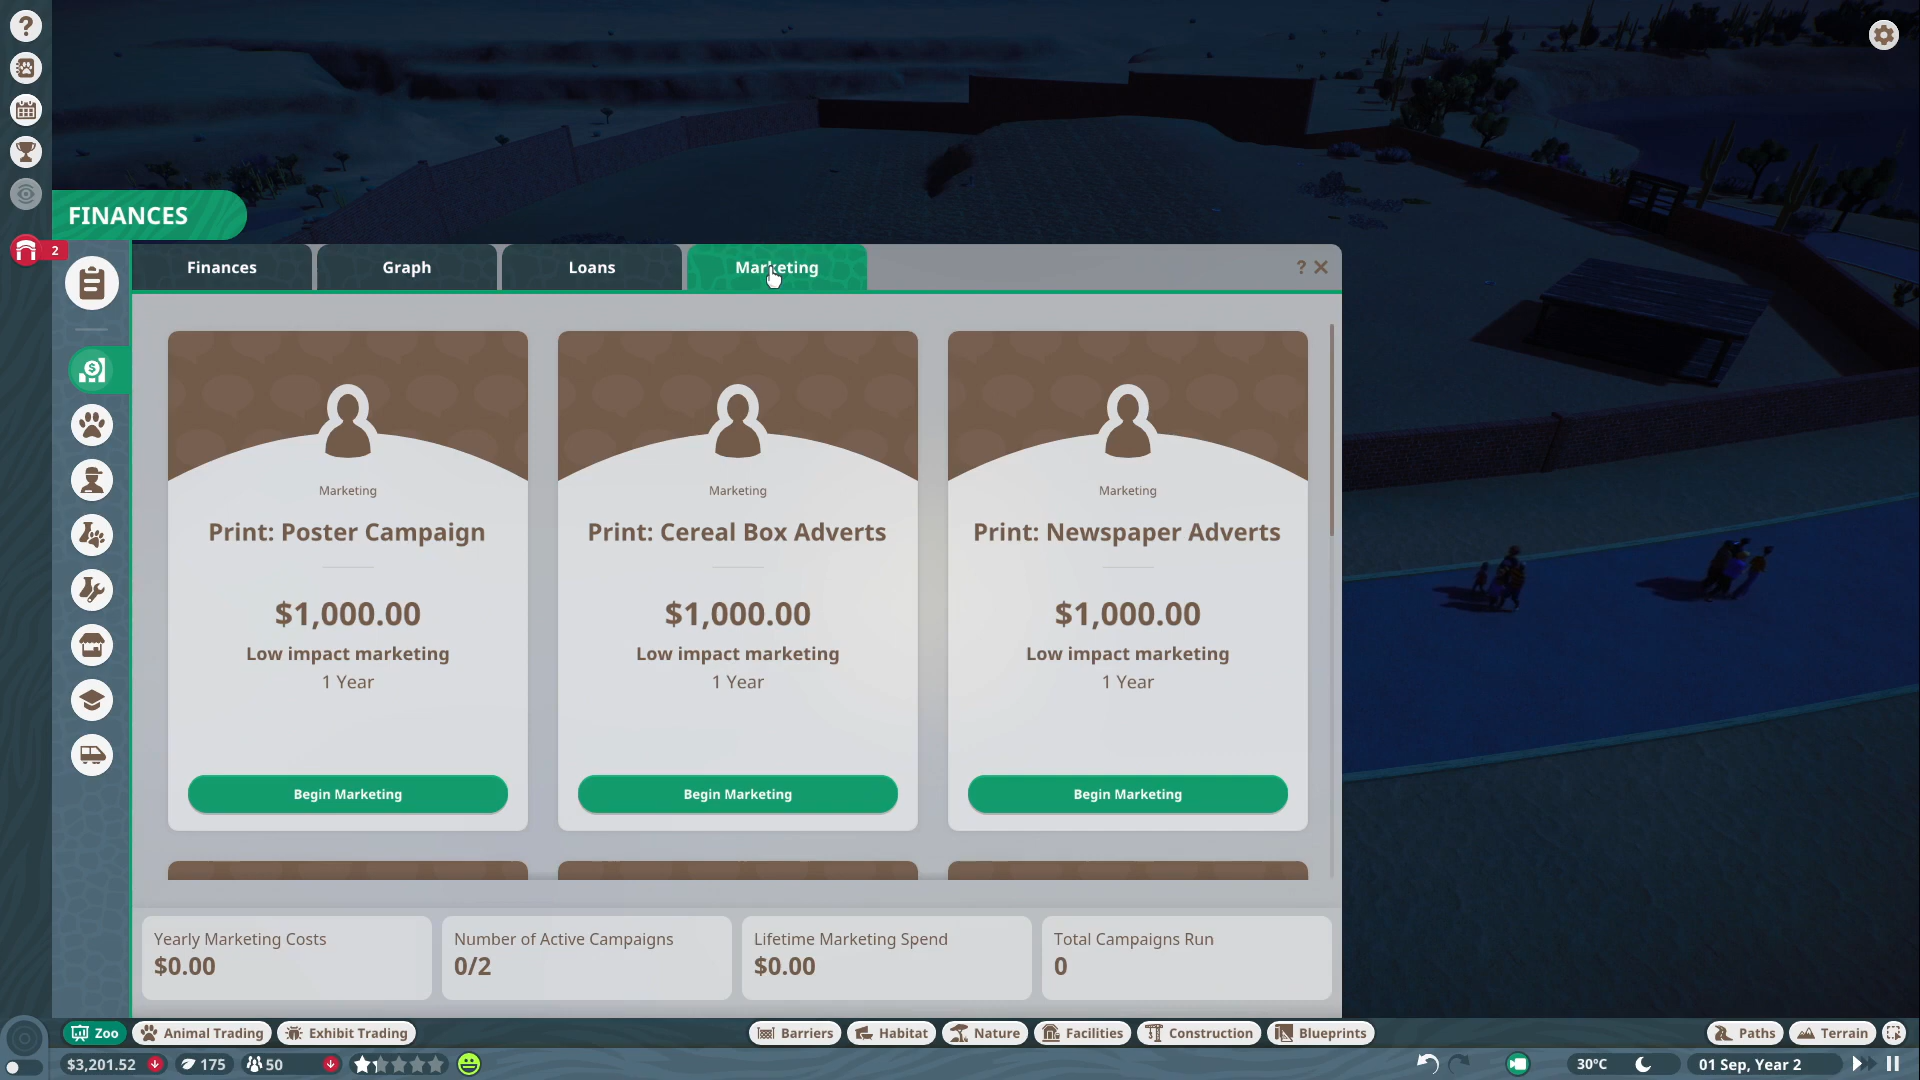 FINANCES
2
Finances
Graph
Loans
Marketing
?
Marketing
Print: Poster Campaign
$1,000.00
Low impact marketing
1 Year
Begin Marketing
Marketing
Print: Cereal Box Adverts
$1,000.00
Low impact marketing
1 Year
Begin Marketing
Marketing
Print: Newspaper Adverts
$1,000.00
Low impact marketing
1 Year
Begin Marketing
Yearly Marketing Costs
$0.00
Number of Active Campaigns
0/2
Lifetime Marketing Spend
$0.00
Total Campaigns Run
0
Zoo
Animal Trading
Exhibit Trading
Barriers
Habitat
Nature
Facilities
Construction
Blueprints
Paths
Terrain
$3,201.52
175
50
30°C
01 Sep, Year 2